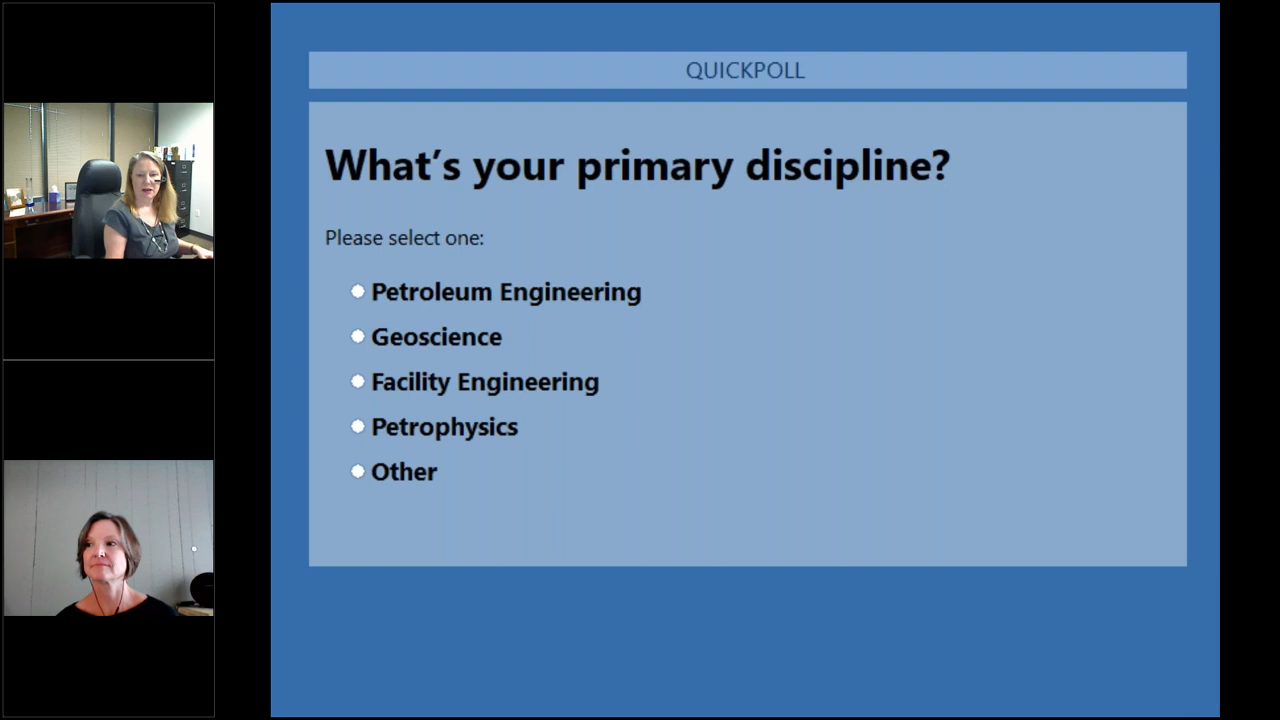 QUICKPOLL
What's your primary discipline?
Please select one:
Petroleum Engineering
Geoscience
Facility Engineering
Petrophysics
Other